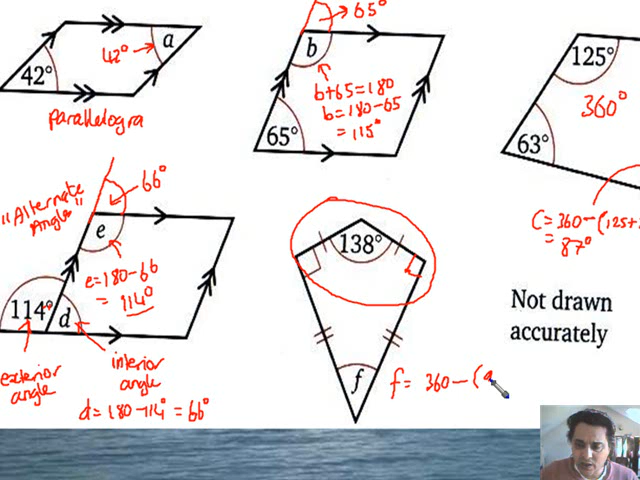 42°
42°
a
Parallelogra
65°
b
b+65=180
b=180-65
=115°
65°
125°
360°
63°
C=360-(125+
=87°
"Alternate
Angle"
66°
e
e=180-66
=114°
114°
d
exterior
angle
interior
angle
d=180-114°=66°
138°
f
f= 360-(
Not drawn
accurately